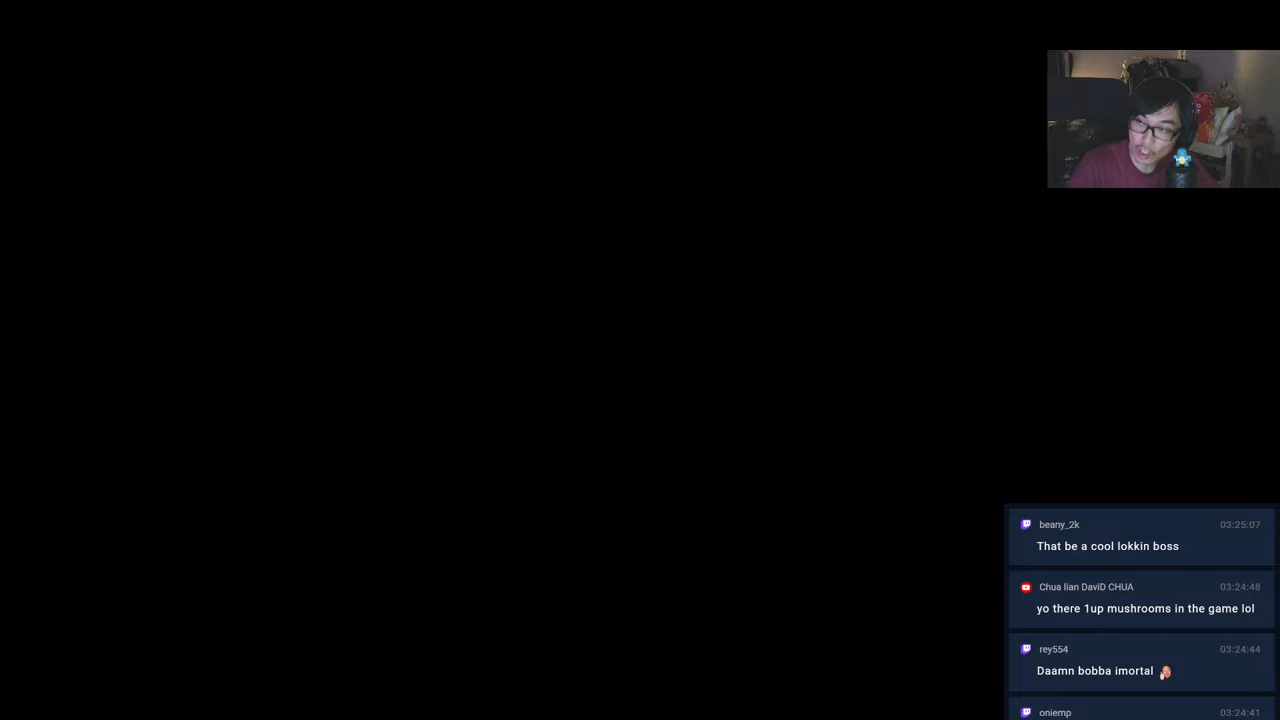 beany_2k 03:25:07
That be a cool lokkin boss
Chua lian DaviD CHUA 03:24:48
yo there 1up mushrooms in the game lol
rey554 03:24:44
Daamn bobba imortal
oniemp 03:24:41